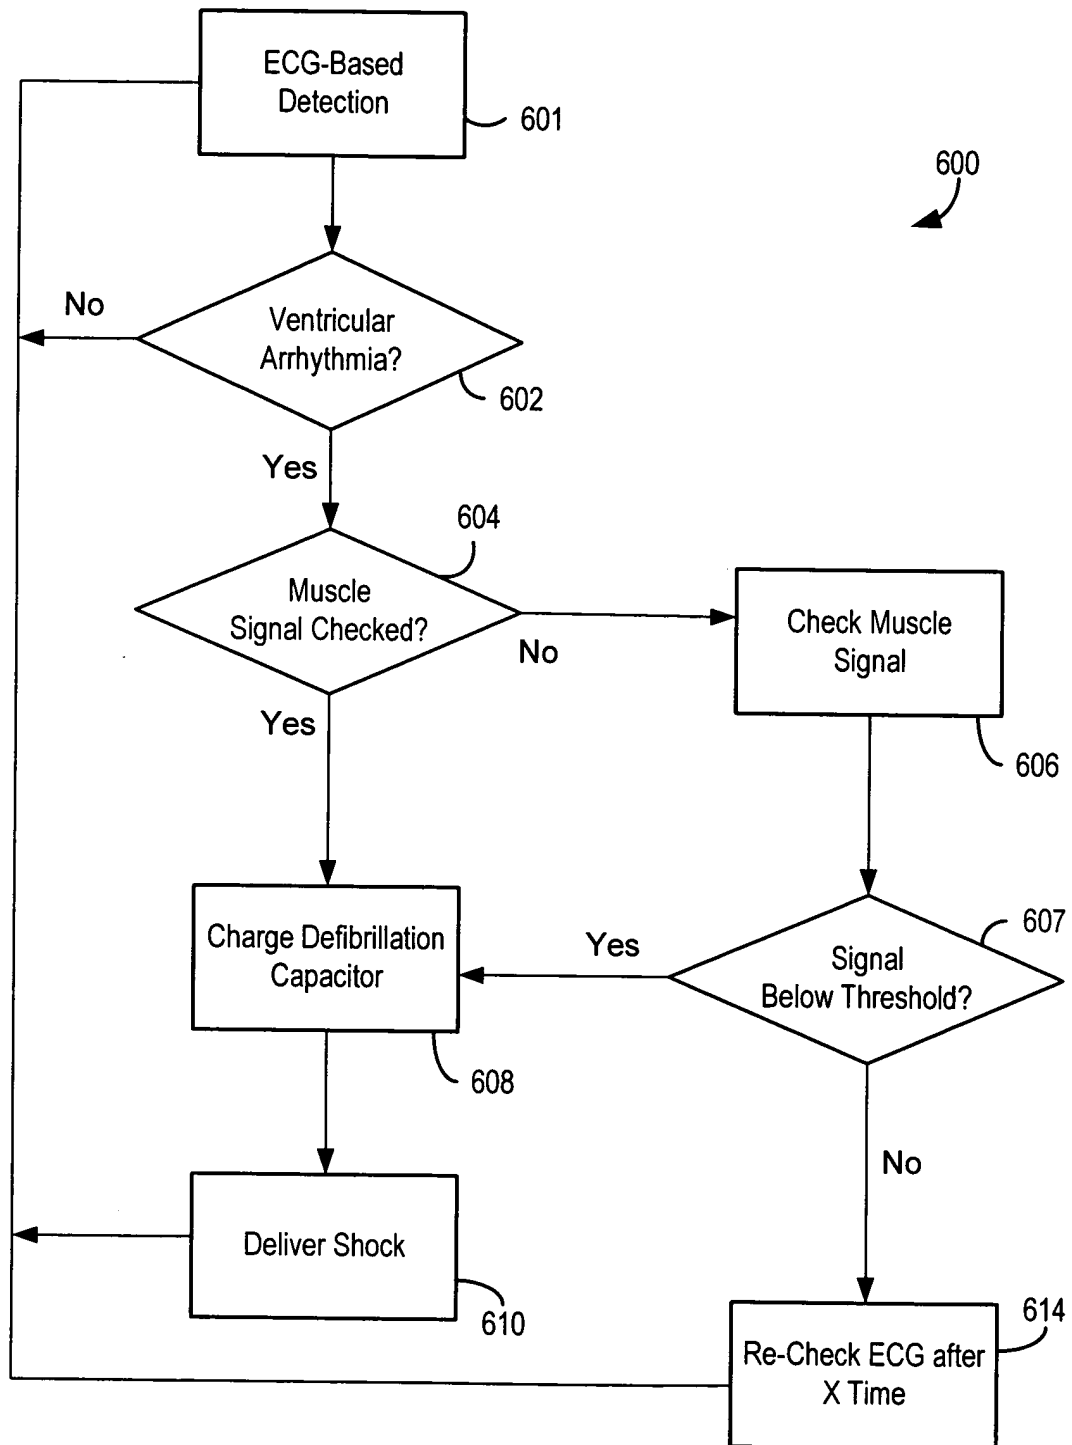 ECG-Based
Detection
601
600
No
Ventricular
Arrhythmia?
602
Yes
604
Muscle
Signal Checked?
No
Check Muscle
Signal
606
Yes
Charge Defibrillation
Capacitor
608
Yes
607
Signal
Below Threshold?
No
Deliver Shock
610
614
Re-Check ECG after
X Time